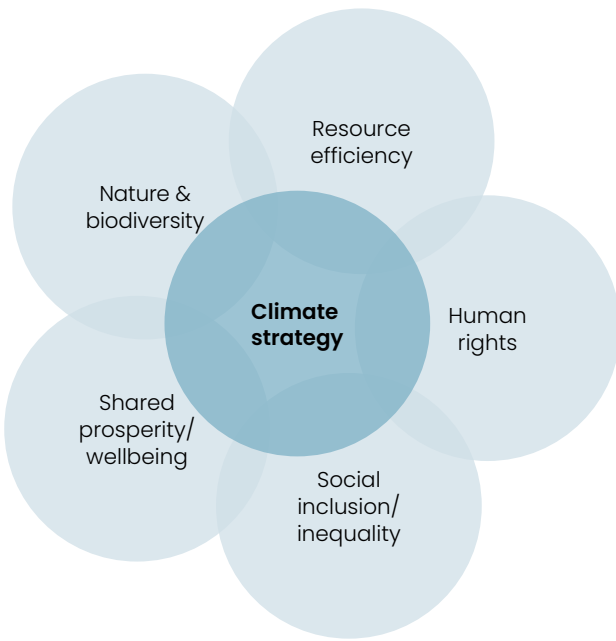 Resource
efficiency
Nature &
biodiversity
Climate
strategy
Human
rights
Shared
prosperity/
wellbeing
Social
inclusion/
inequality